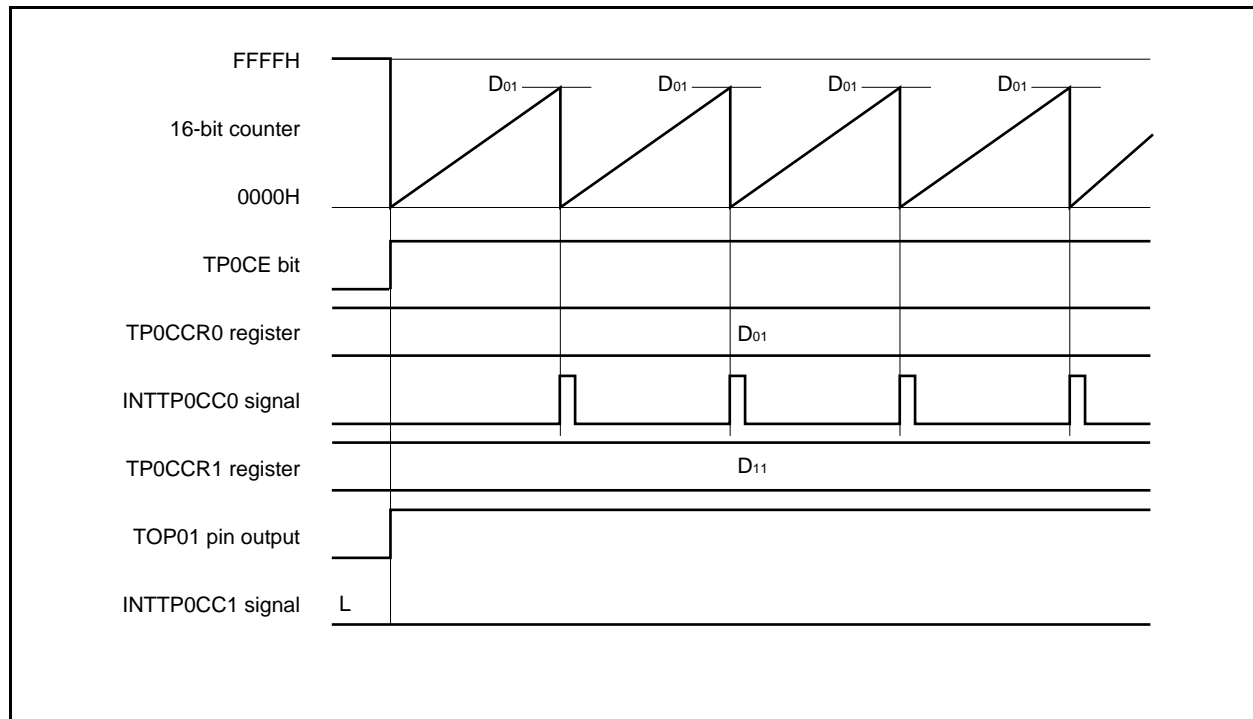 FFFFH
D01 D01 D01 D01
16-bit counter
0000H
TP0CE bit
TP0CCR0 register D01
INTTP0CC0 signal
TP0CCR1 register D11
TOP01 pin output
INTTP0CC1 signal L